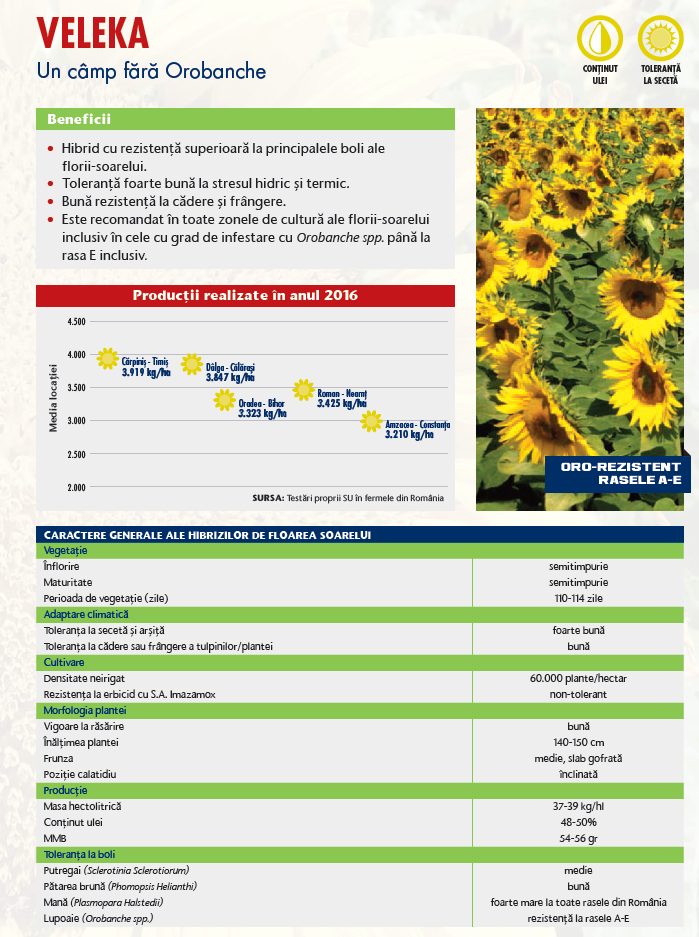 VELEKA
Un câmp fără Orobanche
CONȚINUT
ULEI
TOLERANȚĂ
LA SECETĂ
Beneficii
• Hibrid cu rezistență superioară la principalele boli ale
florii-soarelui.
• Toleranță foarte bună la stresul hidric și termic.
• Bună rezistență la cădere și frângere.
• Este recomandat în toate zonele de cultură ale florii-soarelui
inclusiv în cele cu grad de infestare cu Orobanche spp. până la
rasa E inclusiv.
Producții realizate în anul 2016
Media locației
4.500
4.000
3.500
3.000
2.500
2.000
Cărpiniș - Timiș
3.919 kg/ha
Dâlga - Călărași
3.847 kg/ha
Oradea - Bihor
3.323 kg/ha
Roman - Neamț
3.425 kg/ha
Amzacea - Constanța
3.210 kg/ha
SURSA: Testări proprii SU în fermele din România
ORO-REZISTENT
RASELE A-E
CARACTERE GENERALE ALE HIBRIZILOR DE FLOAREA SOARELUI
Vegetație
Înflorire semitimpurie
Maturitate semitimpurie
Perioada de vegetație (zile) 110-114 zile
Adaptare climatică
Toleranța la secetă și arșiță foarte bună
Toleranța la cădere sau frângere a tulpinilor/plantei bună
Cultivare
Densitate neirigat 60.000 plante/hectar
Rezistența la erbicid cu S.A. Imazamox non-tolerant
Morfologia plantei
Vigoare la răsărire bună
Înălțimea plantei 140-150 cm
Frunza medie, slab gofrată
Poziție calatidiu înclinată
Producție
Masa hectolitrică 37-39 kg/hl
Conținut ulei 48-50%
MMB 54-56 gr
Toleranța la boli
Putregai (Sclerotinia Sclerotiorum) medie
Pătarea brună (Phomopsis Helianthi) bună
Mană (Plasmopara Halstedii) foarte mare la toate rasele din România
Lupoaie (Orobanche spp.) rezistență la rasele A-E